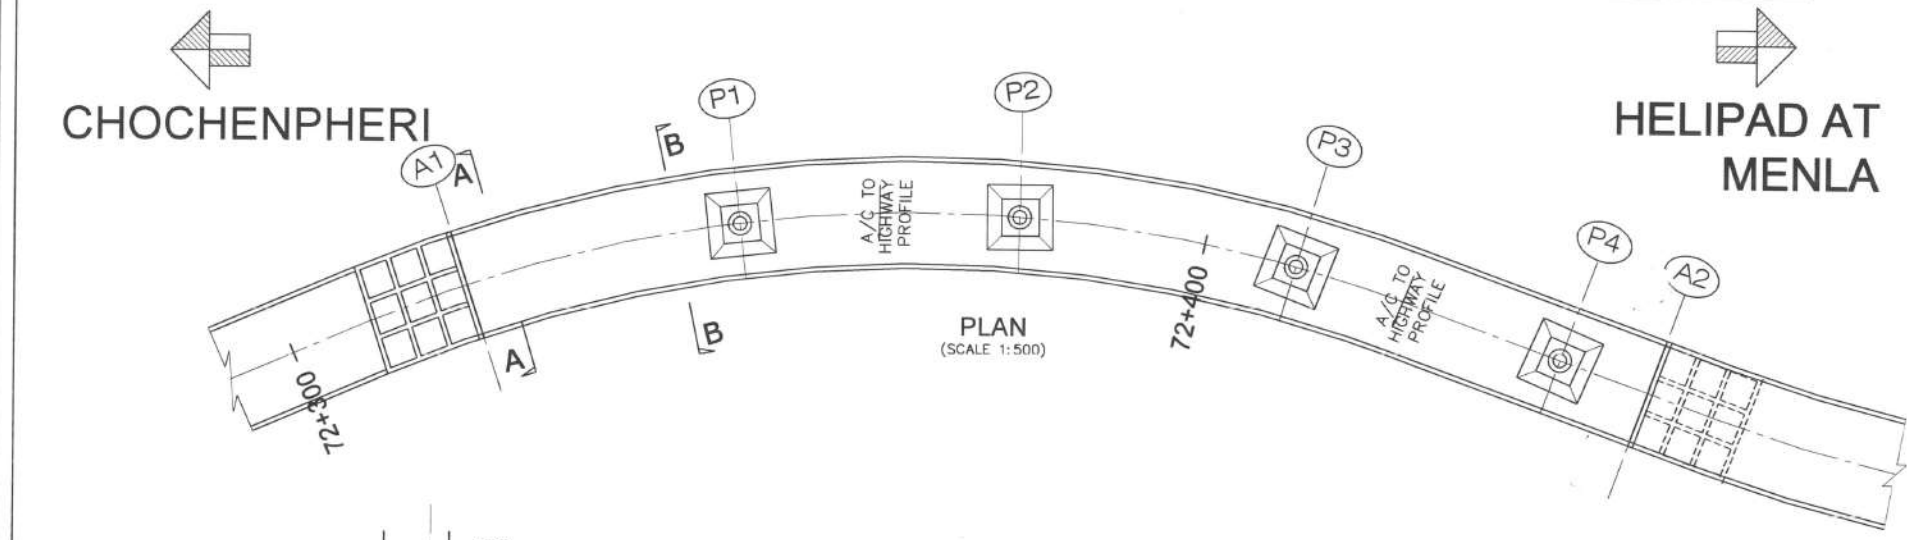 CHOCHENPHERI
HELIPAD AT
MENLA
A1
A
B
P1
P2
P3
P4
A2
A/C TO
HIGHWAY
PROFILE
A/C TO
HIGHWAY
PROFILE
72+300
A
B
PLAN
(SCALE 1:500)
72+400